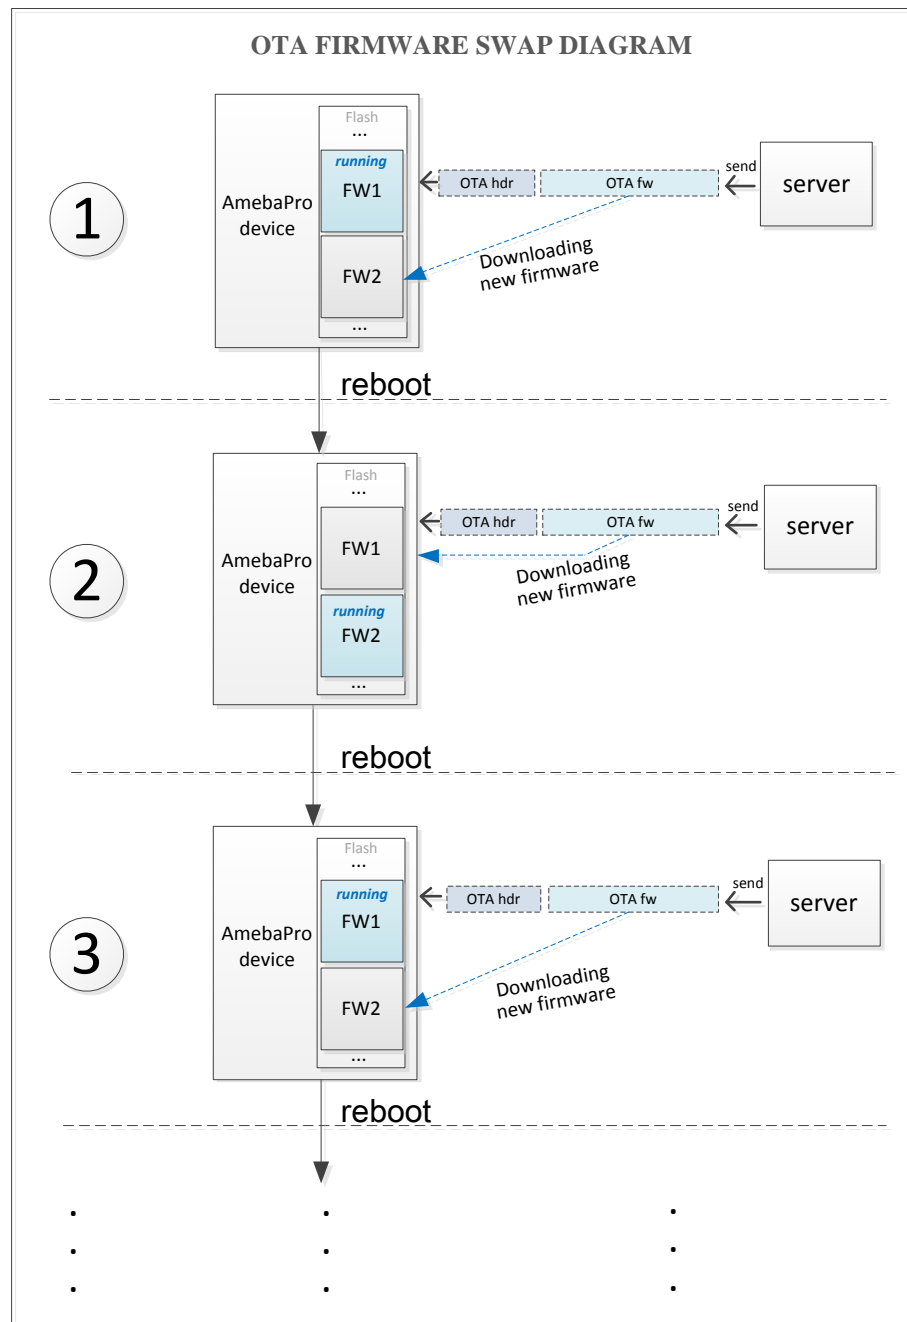 OTA FIRMWARE SWAP DIAGRAM
1
AmebaPro
device
Flash
...
running
FW1
FW2
...
OTA hdr
OTA fw
send
server
Downloading
new firmware
reboot
2
AmebaPro
device
Flash
...
FW1
running
FW2
...
OTA hdr
OTA fw
send
server
Downloading
new firmware
reboot
3
AmebaPro
device
Flash
...
running
FW1
FW2
...
OTA hdr
OTA fw
send
server
Downloading
new firmware
reboot